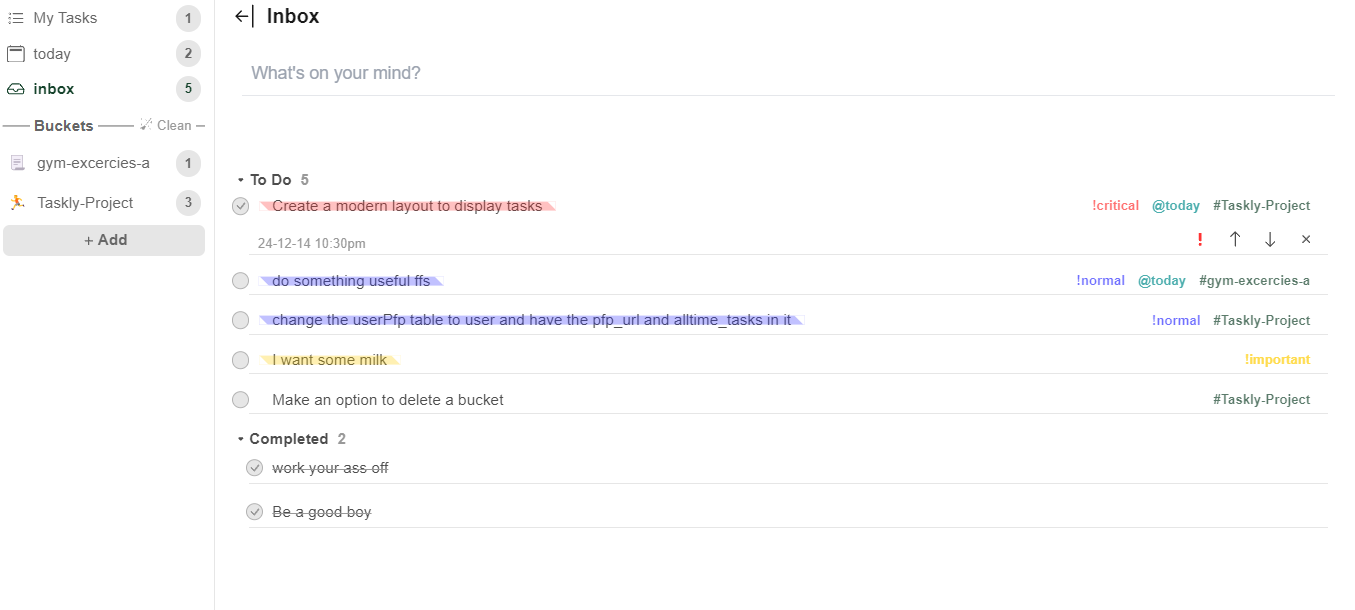 My Tasks 1
today 2
inbox 5
Buckets Clean
gym-excercies-a 1
Taskly-Project 3
+ Add
Inbox
What's on your mind?
To Do 5
Create a modern layout to display tasks !critical @today #Taskly-Project
24-12-14 10:30pm ! ↑ ↓ ×
do something useful ffs !normal @today #gym-excercies-a
change the userPfp table to user and have the pfp_url and alltime_tasks in it !normal #Taskly-Project
I want some milk !important
Make an option to delete a bucket #Taskly-Project
Completed 2
work your ass off
Be a good boy